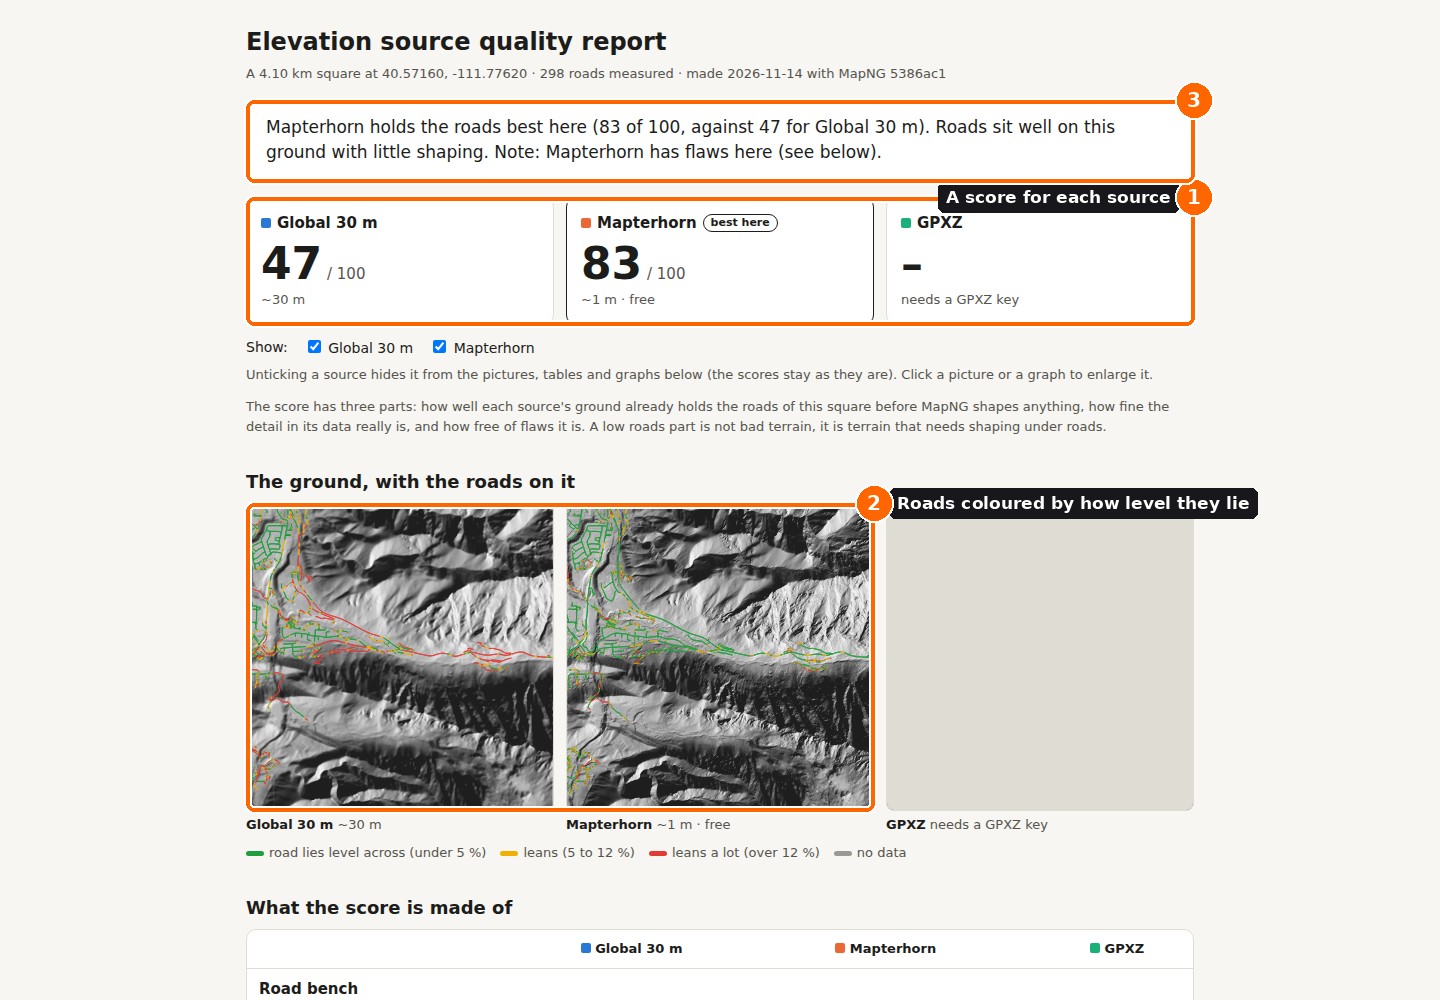 Elevation source quality report
A 4.10 km square at 40.57160, -111.77620 · 298 roads measured · made 2026-11-14 with MapNG 5386ac1
3
Mapterhorn holds the roads best here (83 of 100, against 47 for Global 30 m). Roads sit well on this
ground with little shaping. Note: Mapterhorn has flaws here (see below).
A score for each source 1
Global 30 m
47 / 100
~30 m
Mapterhorn best here
83 / 100
~1 m · free
GPXZ
–
needs a GPXZ key
Show: Global 30 m Mapterhorn
Unticking a source hides it from the pictures, tables and graphs below (the scores stay as they are). Click a picture or a graph to enlarge it.
The score has three parts: how well each source's ground already holds the roads of this square before MapNG shapes anything, how fine the
detail in its data really is, and how free of flaws it is. A low roads part is not bad terrain, it is terrain that needs shaping under roads.
The ground, with the roads on it
2 Roads coloured by how level they lie
Global 30 m ~30 m
Mapterhorn ~1 m · free
GPXZ needs a GPXZ key
road lies level across (under 5 %) leans (5 to 12 %) leans a lot (over 12 %) no data
What the score is made of
Global 30 m Mapterhorn GPXZ
Road bench